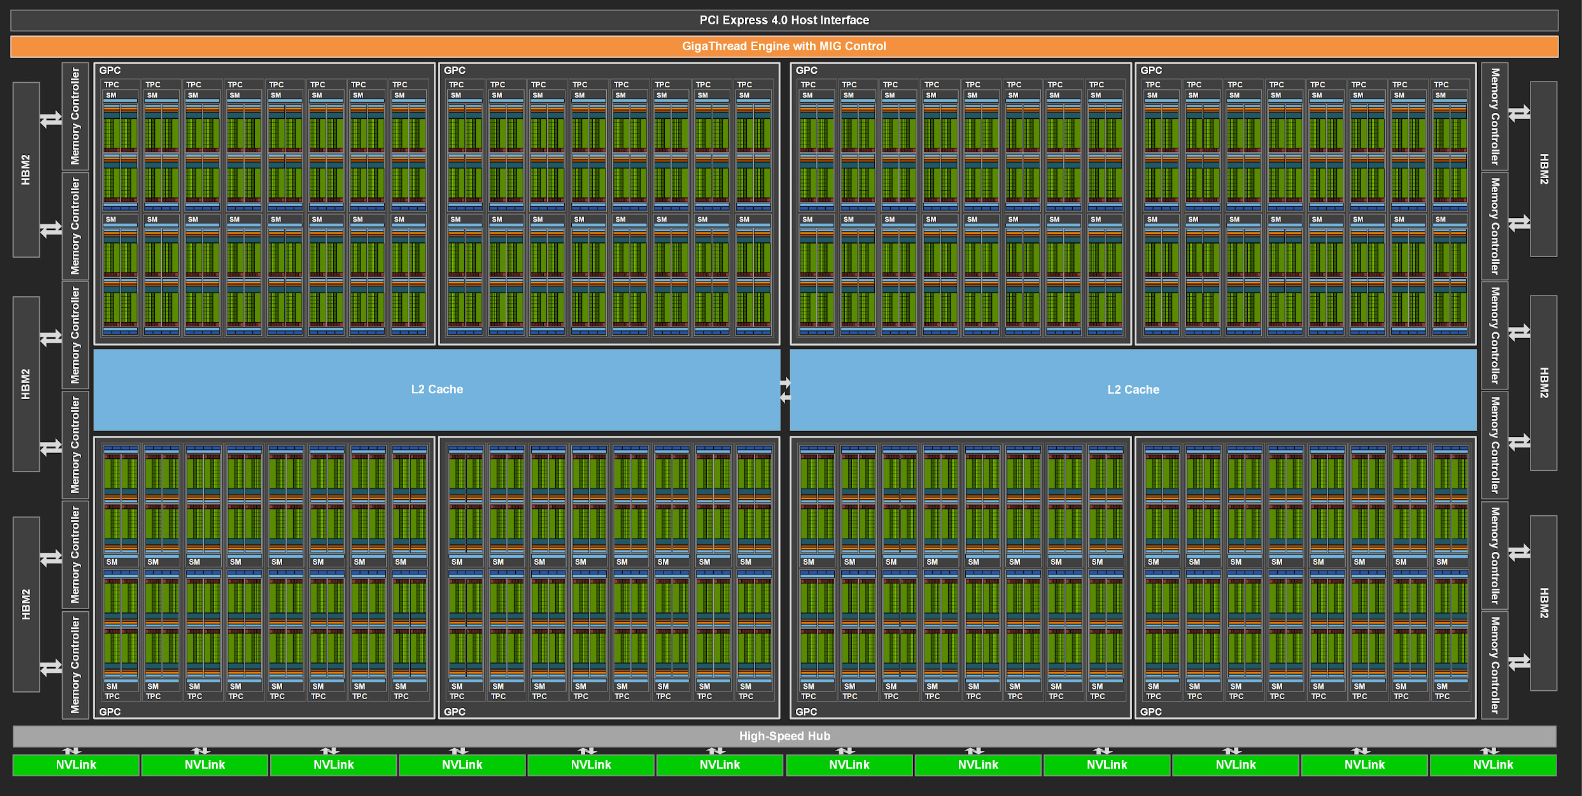 PCI Express 4.0 Host Interface
GigaThread Engine with MIG Control
HBM2
HBM2
HBM2
Memory Controller
Memory Controller
Memory Controller
Memory Controller
Memory Controller
Memory Controller
GPC GPC GPC GPC
TPC TPC TPC TPC TPC TPC TPC TPC TPC TPC TPC TPC TPC TPC TPC TPC TPC TPC TPC TPC TPC TPC TPC TPC TPC TPC TPC TPC TPC TPC TPC TPC
SM SM SM SM SM SM SM SM SM SM SM SM SM SM SM SM SM SM SM SM SM SM SM SM SM SM SM SM SM SM SM SM
SM SM SM SM SM SM SM SM SM SM SM SM SM SM SM SM SM SM SM SM SM SM SM SM SM SM SM SM SM SM SM SM
L2 Cache L2 Cache
SM SM SM SM SM SM SM SM SM SM SM SM SM SM SM SM SM SM SM SM SM SM SM SM SM SM SM SM SM SM SM SM
SM SM SM SM SM SM SM SM SM SM SM SM SM SM SM SM SM SM SM SM SM SM SM SM SM SM SM SM SM SM SM SM
TPC TPC TPC TPC TPC TPC TPC TPC TPC TPC TPC TPC TPC TPC TPC TPC TPC TPC TPC TPC TPC TPC TPC TPC TPC TPC TPC TPC TPC TPC TPC TPC
GPC GPC GPC GPC
Memory Controller
Memory Controller
Memory Controller
Memory Controller
Memory Controller
Memory Controller
HBM2
HBM2
HBM2
High-Speed Hub
NVLink NVLink NVLink NVLink NVLink NVLink NVLink NVLink NVLink NVLink NVLink NVLink